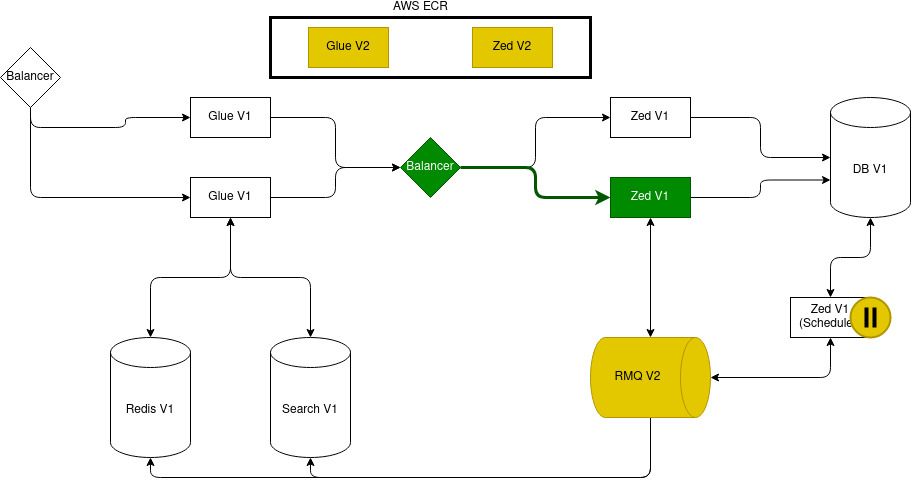 AWS ECR
Glue V2
Zed V2
Balancer
Glue V1
Zed V1
Balancer
DB V1
Glue V1
Zed V1
Zed V1
(Schedule
RMQ V2
Redis V1
Search V1